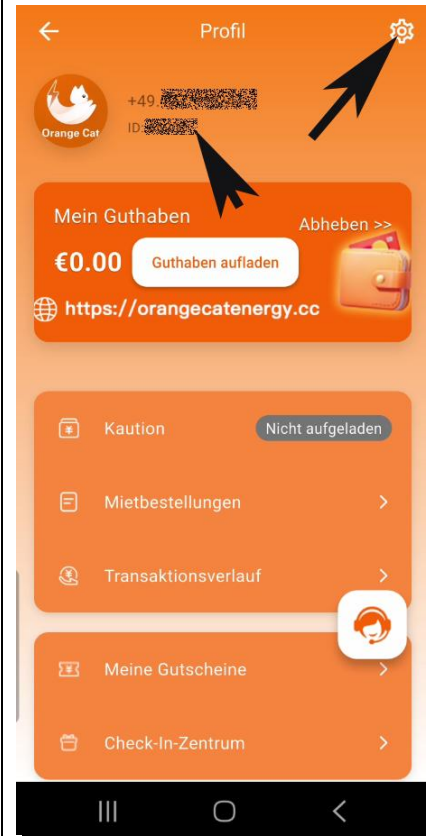 Profil
+49.
ID:
Orange Cat
Mein Guthaben
Abheben >>
€0.00
Guthaben aufladen
https://orangecatenergy.cc
Kaution
Nicht aufgeladen
Mietbestellungen
Transaktionsverlauf
Meine Gutscheine
Check-In-Zentrum